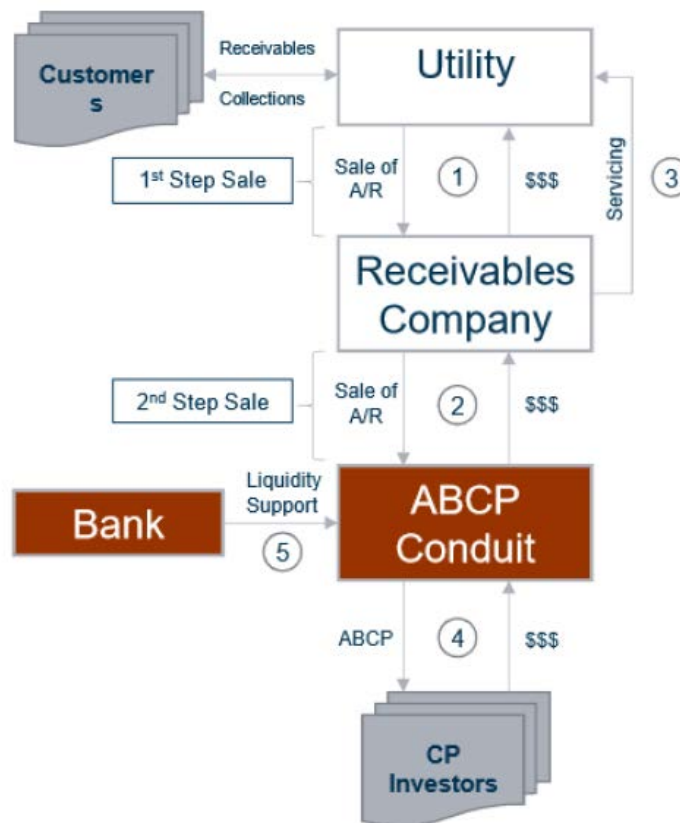 Customer
s
Receivables
Collections
Utility
1st Step Sale
Sale of
A/R
1
$$$
Servicing
3
Receivables
Company
2nd Step Sale
Sale of
A/R
2
$$$
Bank
Liquidity
Support
5
ABCP
Conduit
ABCP
4
$$$
CP
Investors